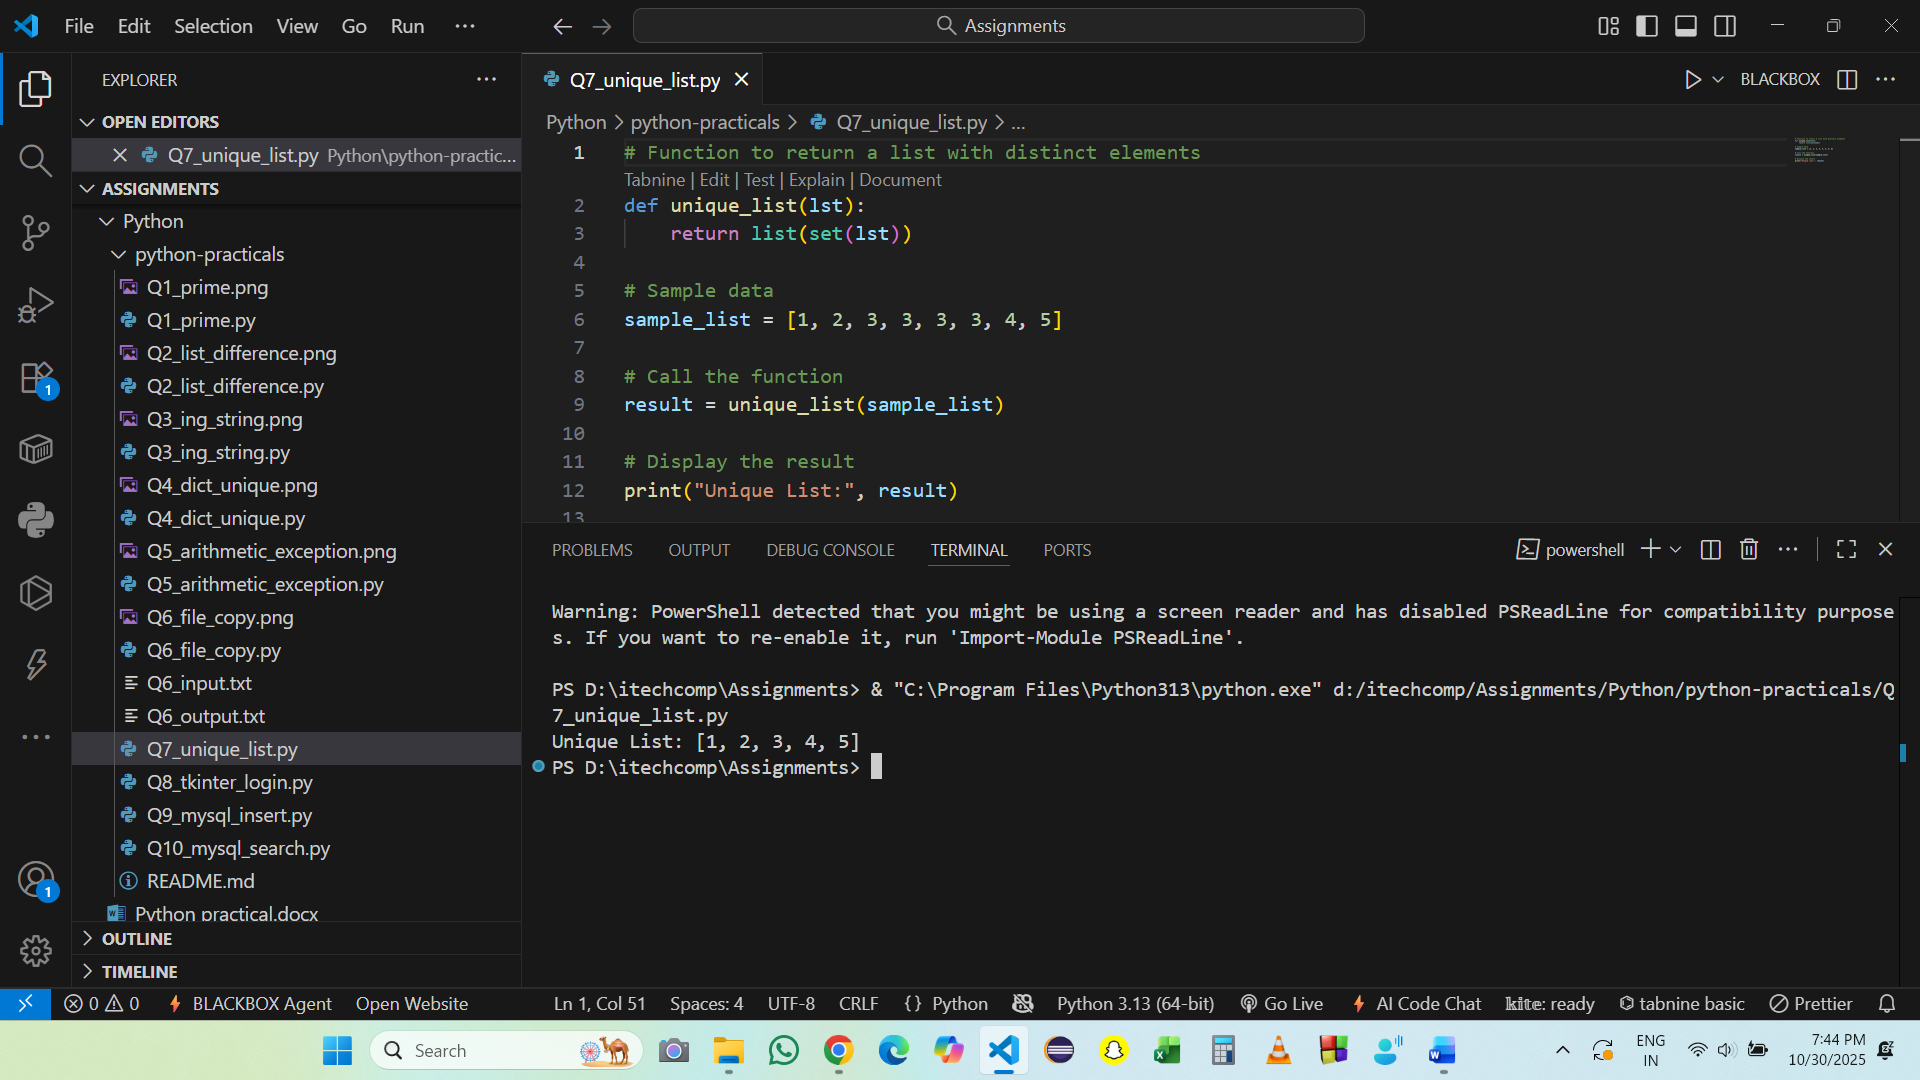 File Edit Selection View Go Run ···
Assignments
EXPLORER
OPEN EDITORS
Q7_unique_list.py Python\python-practic...
ASSIGNMENTS
Python
python-practicals
Q1_prime.png
Q1_prime.py
Q2_list_difference.png
Q2_list_difference.py
Q3_ing_string.png
Q3_ing_string.py
Q4_dict_unique.png
Q4_dict_unique.py
Q5_arithmetic_exception.png
Q5_arithmetic_exception.py
Q6_file_copy.png
Q6_file_copy.py
Q6_input.txt
Q6_output.txt
Q7_unique_list.py
Q8_tkinter_login.py
Q9_mysql_insert.py
Q10_mysql_search.py
README.md
Python practical.docx
OUTLINE
TIMELINE
1
1
Q7_unique_list.py
BLACKBOX
Python > python-practicals > Q7_unique_list.py > ...
1 # Function to return a list with distinct elements
Tabnine | Edit | Test | Explain | Document
2 def unique_list(lst):
3 return list(set(lst))
4
5 # Sample data
6 sample_list = [1, 2, 3, 3, 3, 3, 4, 5]
7
8 # Call the function
9 result = unique_list(sample_list)
10
11 # Display the result
12 print("Unique List:", result)
13
PROBLEMS OUTPUT DEBUG CONSOLE TERMINAL PORTS
powershell
Warning: PowerShell detected that you might be using a screen reader and has disabled PSReadLine for compatibility purpose
s. If you want to re-enable it, run 'Import-Module PSReadLine'.
PS D:\itechcomp\Assignments> & "C:\Program Files\Python313\python.exe" d:/itechcomp/Assignments/Python/python-practicals/Q
7_unique_list.py
Unique List: [1, 2, 3, 4, 5]
PS D:\itechcomp\Assignments>
0 0 BLACKBOX Agent Open Website Ln 1, Col 51 Spaces: 4 UTF-8 CRLF {} Python Python 3.13 (64-bit) Go Live AI Code Chat kite: ready tabnine basic Prettier
Search
ENG
IN
7:44 PM
10/30/2025